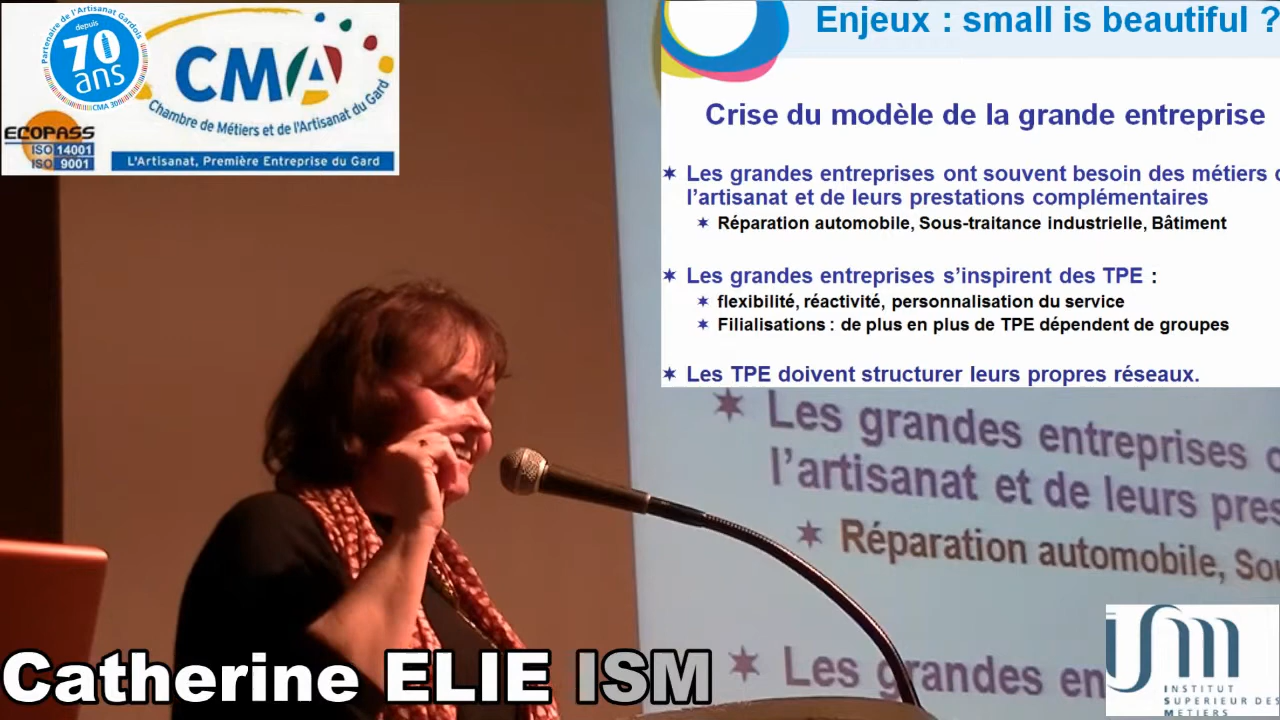 Partenaire de l'Artisanat Gardois
depuis
70
ans
CMA 30
CMA
Chambre de Métiers et de l'Artisanat du Gard
ECOPASS
ISO 14001
ISO 9001
L'Artisanat, Première Entreprise du Gard
Enjeux : small is beautiful ?
Crise du modèle de la grande entreprise
✶ Les grandes entreprises ont souvent besoin des métiers
l'artisanat et de leurs prestations complémentaires
✶ Réparation automobile, Sous-traitance industrielle, Bâtiment
✶ Les grandes entreprises s'inspirent des TPE :
✶ flexibilité, réactivité, personnalisation du service
✶ Filialisations : de plus en plus de TPE dépendent de groupes
✶ Les TPE doivent structurer leurs propres réseaux.
✶ Les grandes entreprises
l'artisanat et de leurs pres
✶ Réparation automobile, Sou
✶ Les grandes en
Catherine ELIE ISM
ism
INSTITUT
SUPERIEUR DES
METIERS